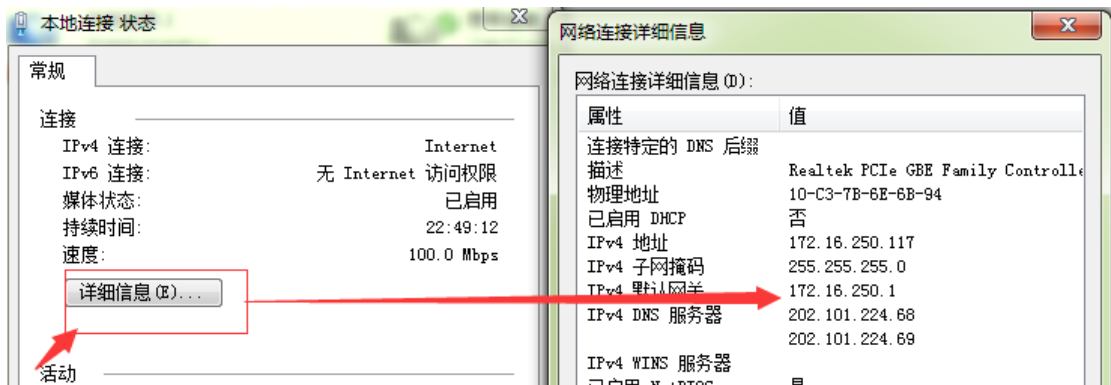 本地连接 状态
常规
连接
IPv4 连接: Internet
IPv6 连接: 无 Internet 访问权限
媒体状态: 已启用
持续时间: 22:49:12
速度: 100.0 Mbps
详细信息(E)...
活动
网络连接详细信息
网络连接详细信息(D):
属性 值
连接特定的 DNS 后缀
描述 Realtek PCIe GBE Family Controlle
物理地址 10-C3-7B-6E-6B-94
已启用 DHCP 否
IPv4 地址 172.16.250.117
IPv4 子网掩码 255.255.255.0
IPv4 默认网关 172.16.250.1
IPv4 DNS 服务器 202.101.224.68
202.101.224.69
IPv4 WINS 服务器
已启用 NetBIOS 是